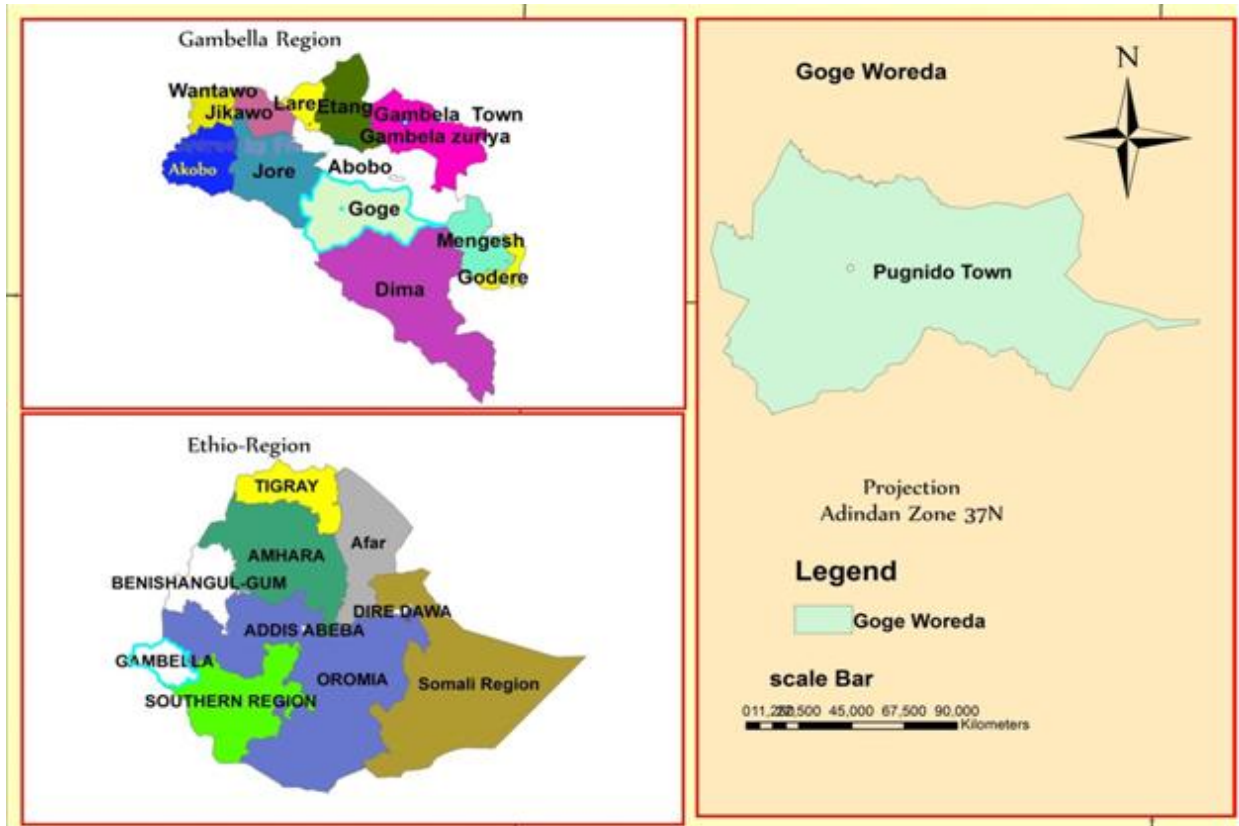 Gambella Region
Wantawo
Jikawo
Lare
Etang
Gambela Town
Gambela zuriya
Akobo
Jore
Abobo
Goge
Mengesh
Godere
Dima
Ethio-Region
TIGRAY
Afar
AMHARA
BENISHANGUL-GUM
DIRE DAWA
ADDIS ABEBA
GAMBELLA
OROMIA
Somali Region
SOUTHERN REGION
Goge Woreda
N
Pugnido Town
Projection
Adindan Zone 37N
Legend
Goge Woreda
scale Bar
45,000 67,500 90,000
Kilometers